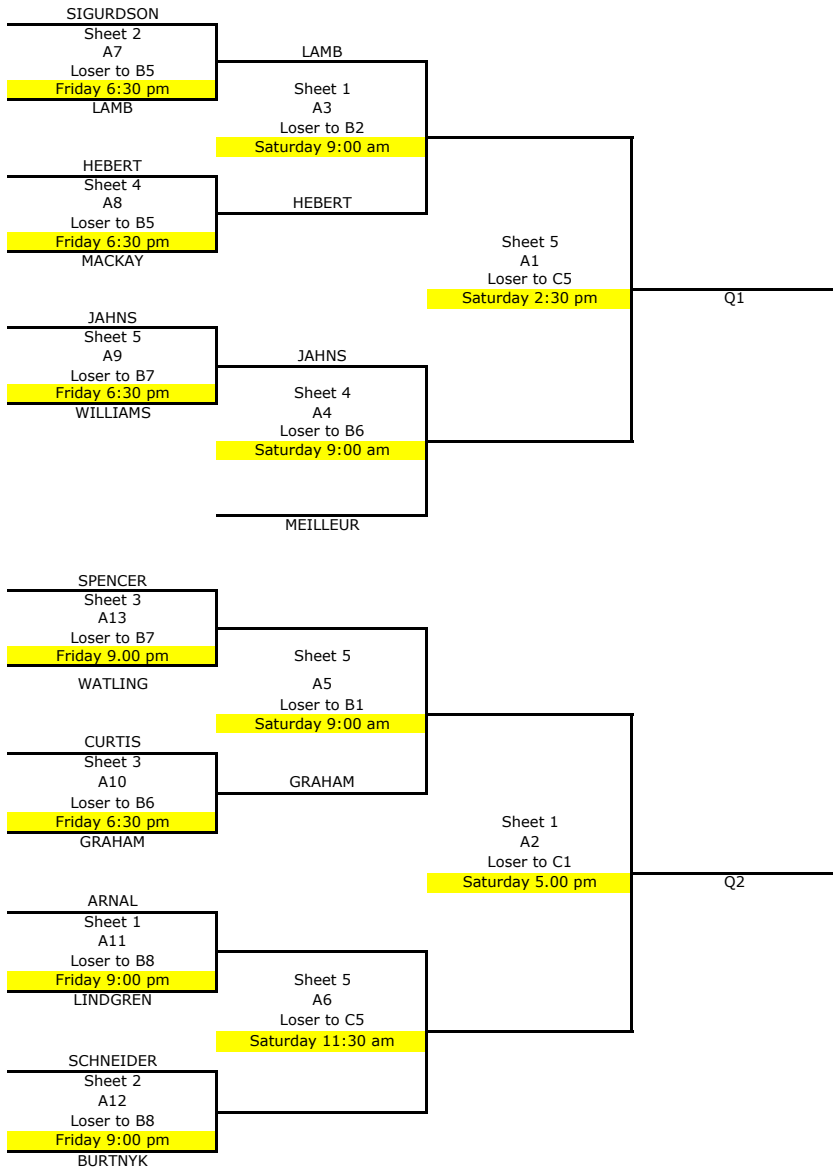 SIGURDSON
Sheet 2
A7
Loser to B5
Friday 6:30 pm
LAMB
LAMB
Sheet 1
A3
Loser to B2
Saturday 9:00 am
HEBERT
Sheet 4
A8
Loser to B5
Friday 6:30 pm
MACKAY
HEBERT
Sheet 5
A1
Loser to C5
Saturday 2:30 pm
Q1
JAHNS
Sheet 5
A9
Loser to B7
Friday 6:30 pm
WILLIAMS
JAHNS
Sheet 4
A4
Loser to B6
Saturday 9:00 am
MEILLEUR
SPENCER
Sheet 3
A13
Loser to B7
Friday 9.00 pm
WATLING
Sheet 5
A5
Loser to B1
Saturday 9:00 am
CURTIS
Sheet 3
A10
Loser to B6
Friday 6:30 pm
GRAHAM
GRAHAM
Sheet 1
A2
Loser to C1
Saturday 5.00 pm
Q2
ARNAL
Sheet 1
A11
Loser to B8
Friday 9:00 pm
LINDGREN
Sheet 5
A6
Loser to C5
Saturday 11:30 am
SCHNEIDER
Sheet 2
A12
Loser to B8
Friday 9:00 pm
BURTNYK